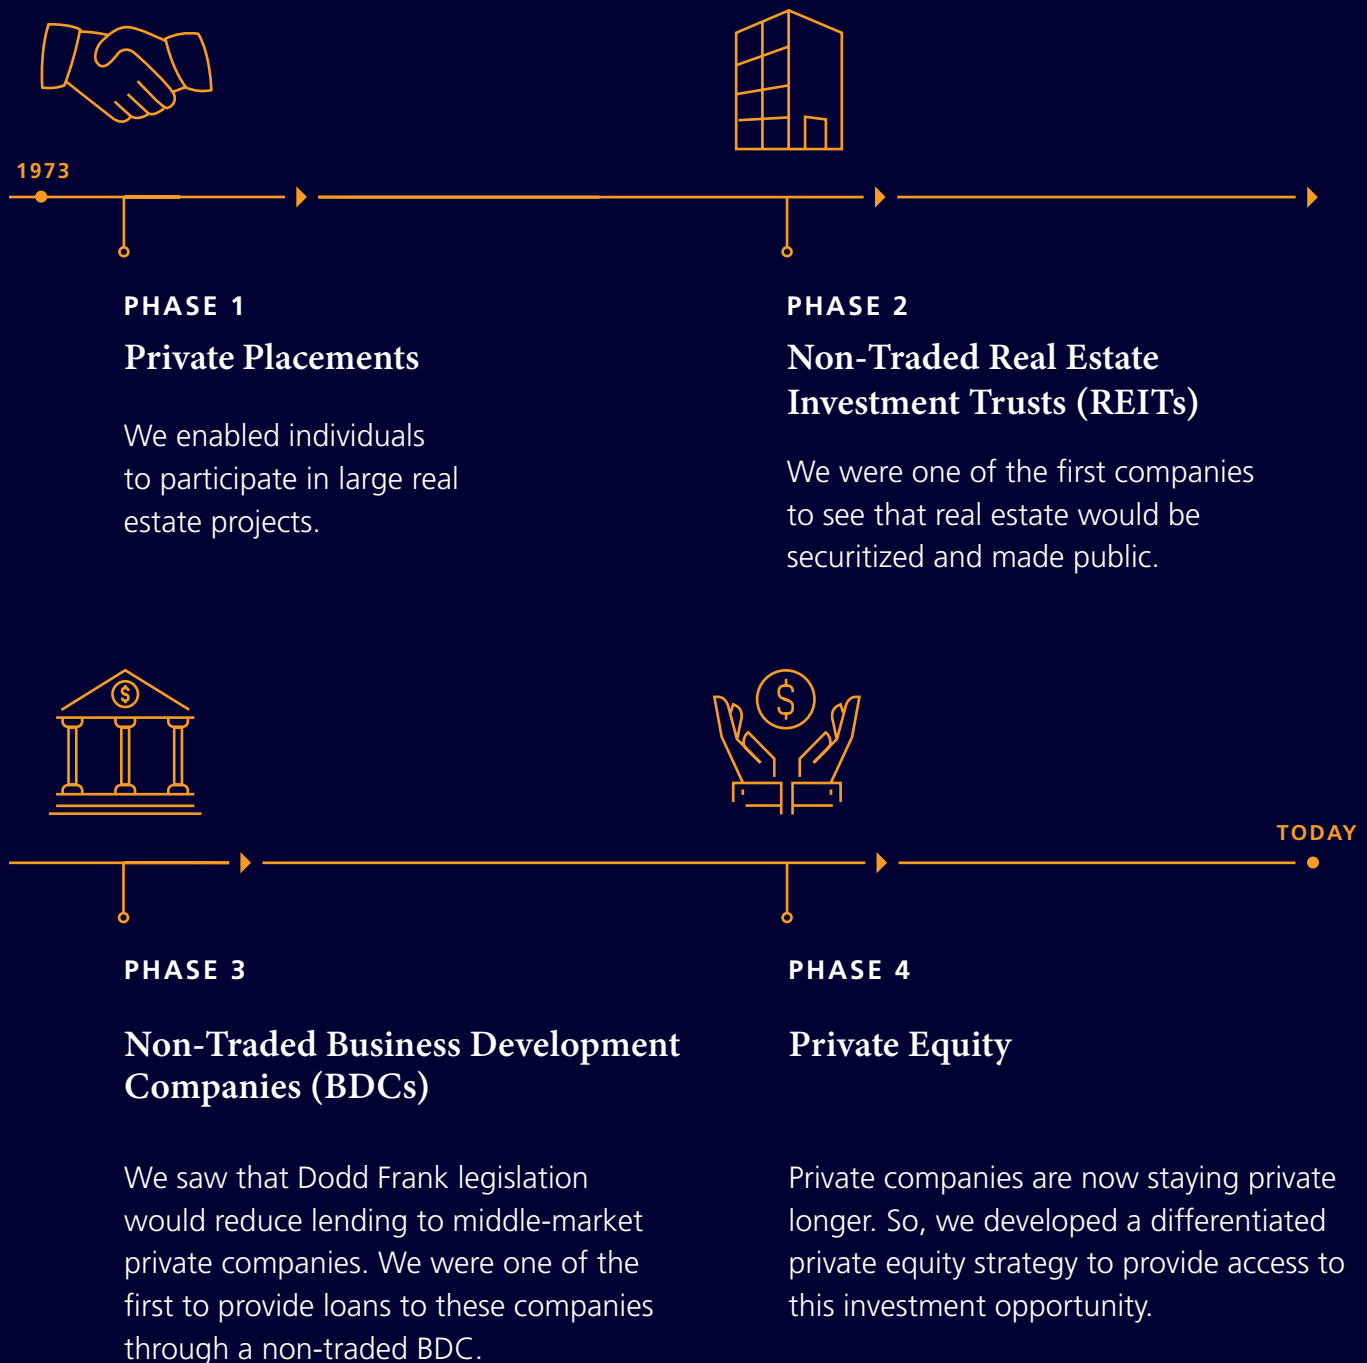 1973
PHASE 1
Private Placements
We enabled individuals
to participate in large real
estate projects.
PHASE 2
Non-Traded Real Estate
Investment Trusts (REITs)
We were one of the first companies
to see that real estate would be
securitized and made public.
$
$
TODAY
PHASE 3
Non-Traded Business Development
Companies (BDCs)
We saw that Dodd Frank legislation
would reduce lending to middle-market
private companies. We were one of the
first to provide loans to these companies
through a non-traded BDC.
PHASE 4
Private Equity
Private companies are now staying private
longer. So, we developed a differentiated
private equity strategy to provide access to
this investment opportunity.